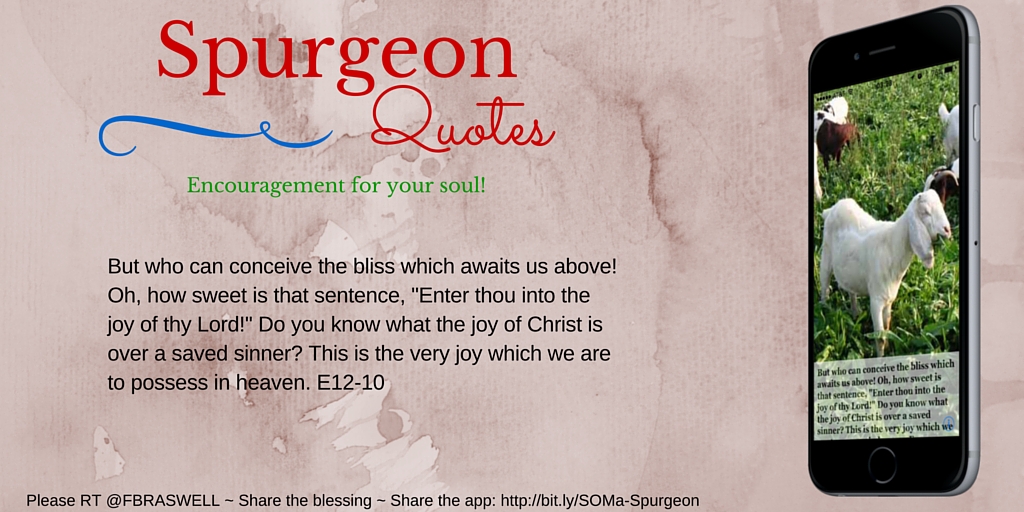 Spurgeon
Quotes
Encouragement for your soul!
But who can conceive the bliss which awaits us above!
Oh, how sweet is that sentence, "Enter thou into the
joy of thy Lord!" Do you know what the joy of Christ is
over a saved sinner? This is the very joy which we are
to possess in heaven. E12-10
But who can conceive the bliss which
awaits us above! Oh, how sweet is
that sentence, "Enter thou into the
joy of thy Lord!" Do you know what
the joy of Christ is over a saved
sinner? This is the very joy which we
Please RT @FBRASWELL ~ Share the blessing ~ Share the app: http://bit.ly/SOMa-Spurgeon